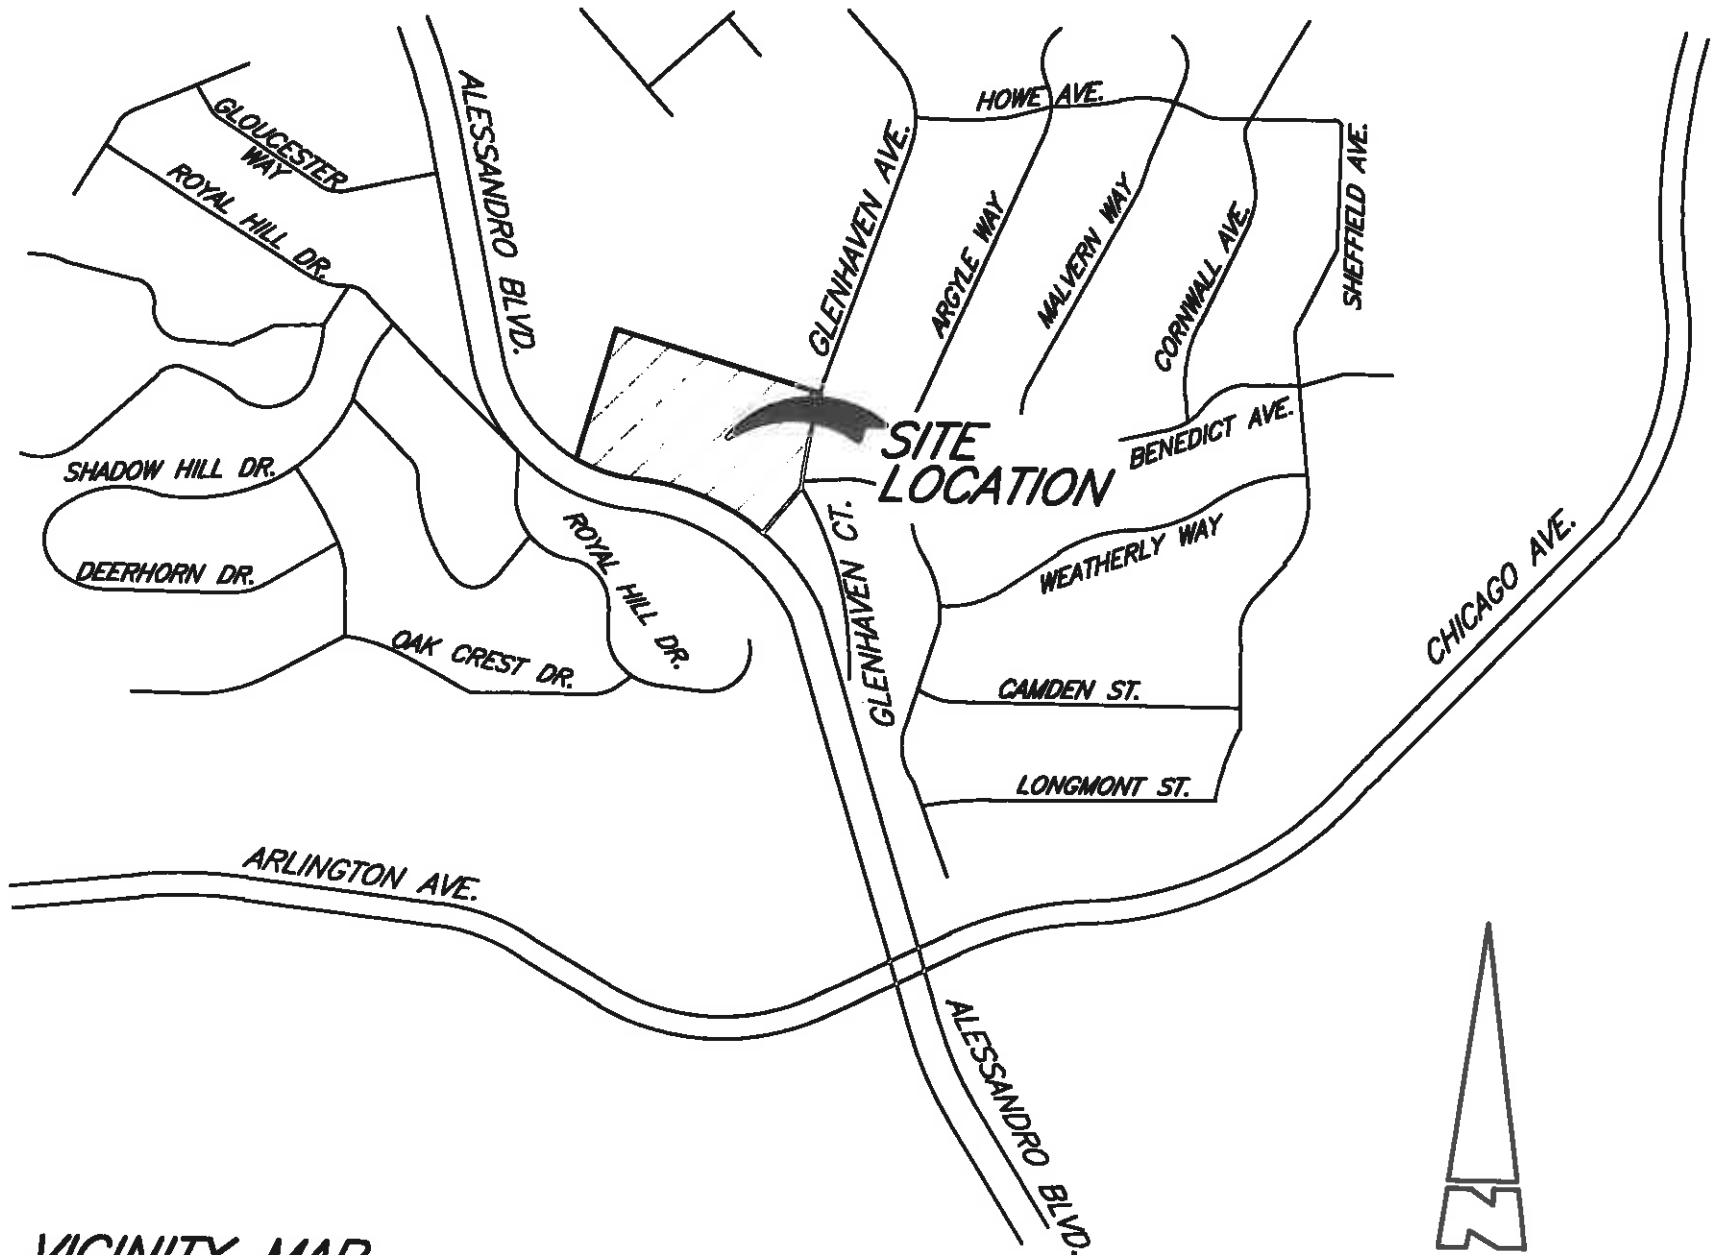 GLOUCESTER
WAY
ROYAL HILL DR.
ALESSANDRO BLVD.
HOWE AVE.
GLENHAVEN AVE.
ARGYLE WAY
MALVERN WAY
CORNWALL AVE.
SHEFFIELD AVE.
SITE
LOCATION
BENEDICT AVE.
SHADOW HILL DR.
DEERHORN DR.
ROYAL HILL DR.
GLENHAVEN CT.
WEATHERLY WAY
CHICAGO AVE.
OAK CREST DR.
CAMDEN ST.
LONGMONT ST.
ARLINGTON AVE.
ALESSANDRO BLVD.
N
VICINITY MAP